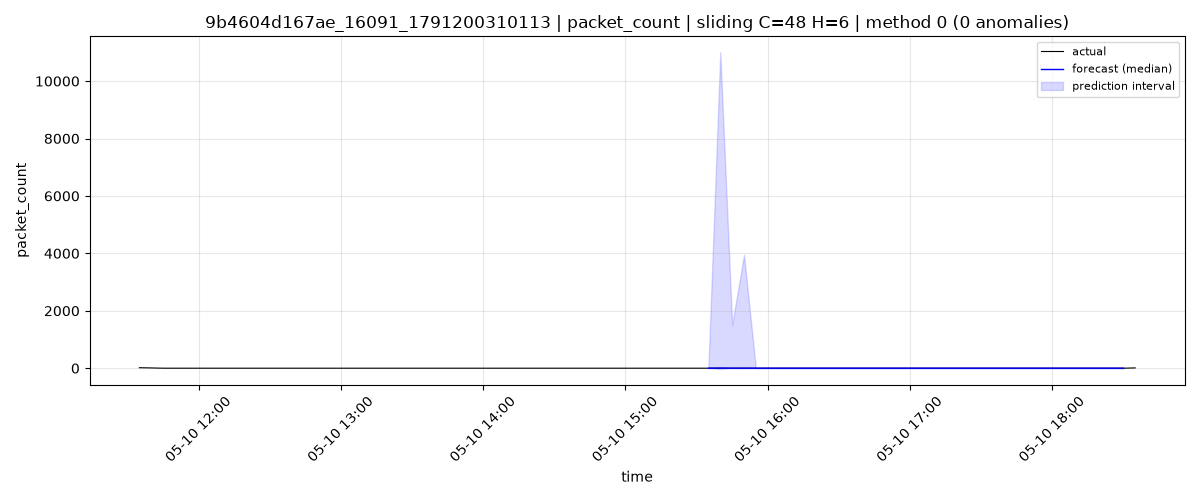 9b4604d167ae_16091_1791200310113 | packet_count | sliding C=48 H=6 | method 0 (0 anomalies)
actual
forecast (median)
prediction interval
packet_count
10000
8000
6000
4000
2000
0
05-10 12:00
05-10 13:00
05-10 14:00
05-10 15:00
05-10 16:00
05-10 17:00
05-10 18:00
time